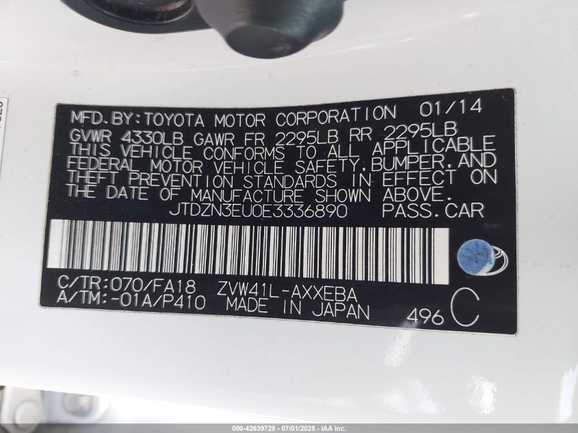 MFD.BY:TOYOTA MOTOR CORPORATION 01/14
GVWR 4330LB GAWR FR 2295LB RR 2295LB
THIS VEHICLE CONFORMS TO ALL APPLICABLE
FEDERAL MOTOR VEHICLE SAFETY,BUMPER,AND
THEFT PREVENTION STANDARDS IN EFFECT ON
THE DATE OF MANUFACTURE SHOWN ABOVE.
JTDZN3EU0E3336890 PASS.CAR
C/TR:070/FA18 ZVW41L-AXXEBA
A/TM:-01A/P410 MADE IN JAPAN 496 C
000-42639729 - 07/01/2025 - IAA Inc.